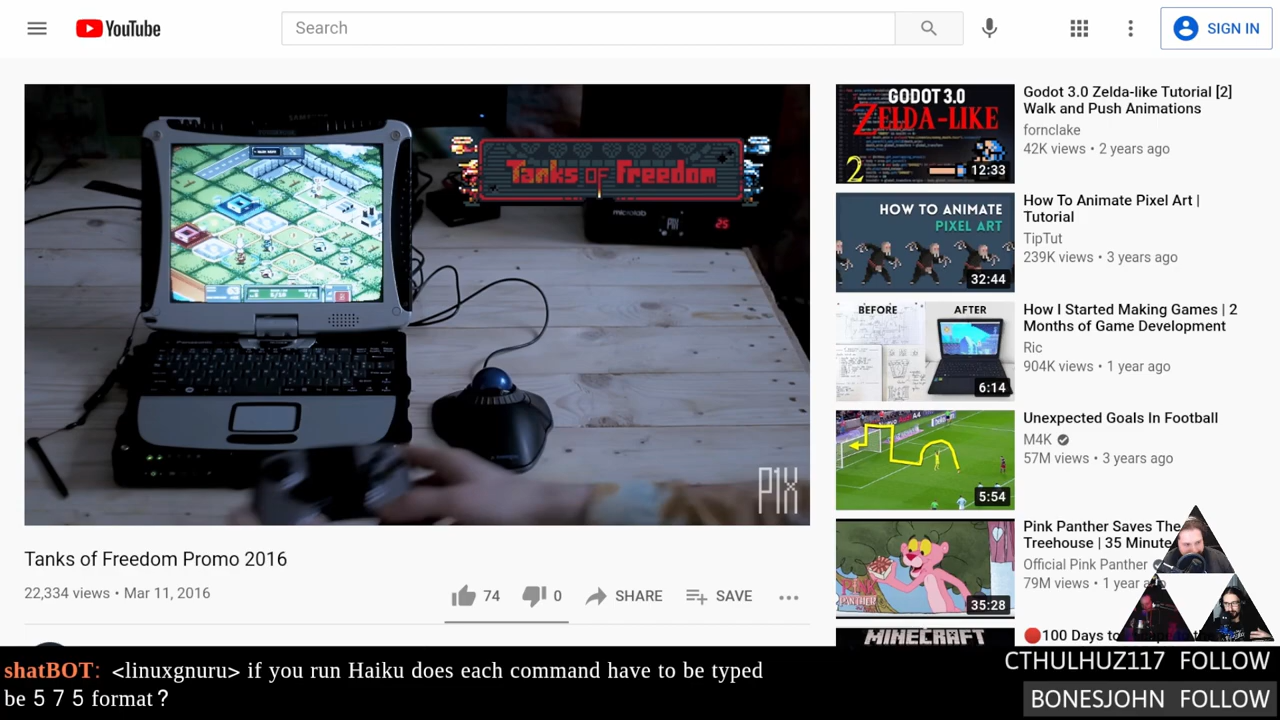 YouTube
Search
SIGN IN
Tanks of Freedom
microlab
25
P1X
Tanks of Freedom Promo 2016
22,334 views • Mar 11, 2016
74
0
SHARE
SAVE
GODOT 3.0
ZELDA-LIKE
2
12:33
Godot 3.0 Zelda-like Tutorial [2]
Walk and Push Animations
fornclake
42K views • 2 years ago
HOW TO ANIMATE
PIXEL ART
32:44
How To Animate Pixel Art |
Tutorial
TipTut
239K views • 3 years ago
BEFORE
AFTER
6:14
How I Started Making Games | 2
Months of Game Development
Ric
904K views • 1 year ago
5:54
Unexpected Goals In Football
M4K
57M views • 3 years ago
35:28
Pink Panther Saves The
Treehouse | 35 Minute
Official Pink Panther
79M views • 1 year ago
MINECRAFT
100 Days to
shatBOT: <linuxgnuru> if you run Haiku does each command have to be typed
be 5 7 5 format?
CTHULHUZ117 FOLLOW
BONESJOHN FOLLOW